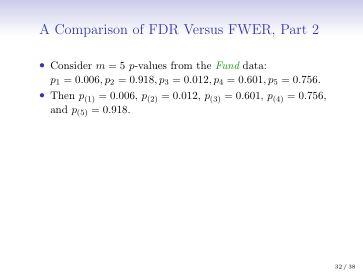 A Comparison of FDR Versus FWER, Part 2
• Consider m = 5 p-values from the Fund data:
p₁ = 0.006, p₂ = 0.918, p₃ = 0.012, p₄ = 0.601, p₅ = 0.756.
• Then p₍₁₎ = 0.006, p₍₂₎ = 0.012, p₍₃₎ = 0.601, p₍₄₎ = 0.756,
and p₍₅₎ = 0.918.
32 / 38